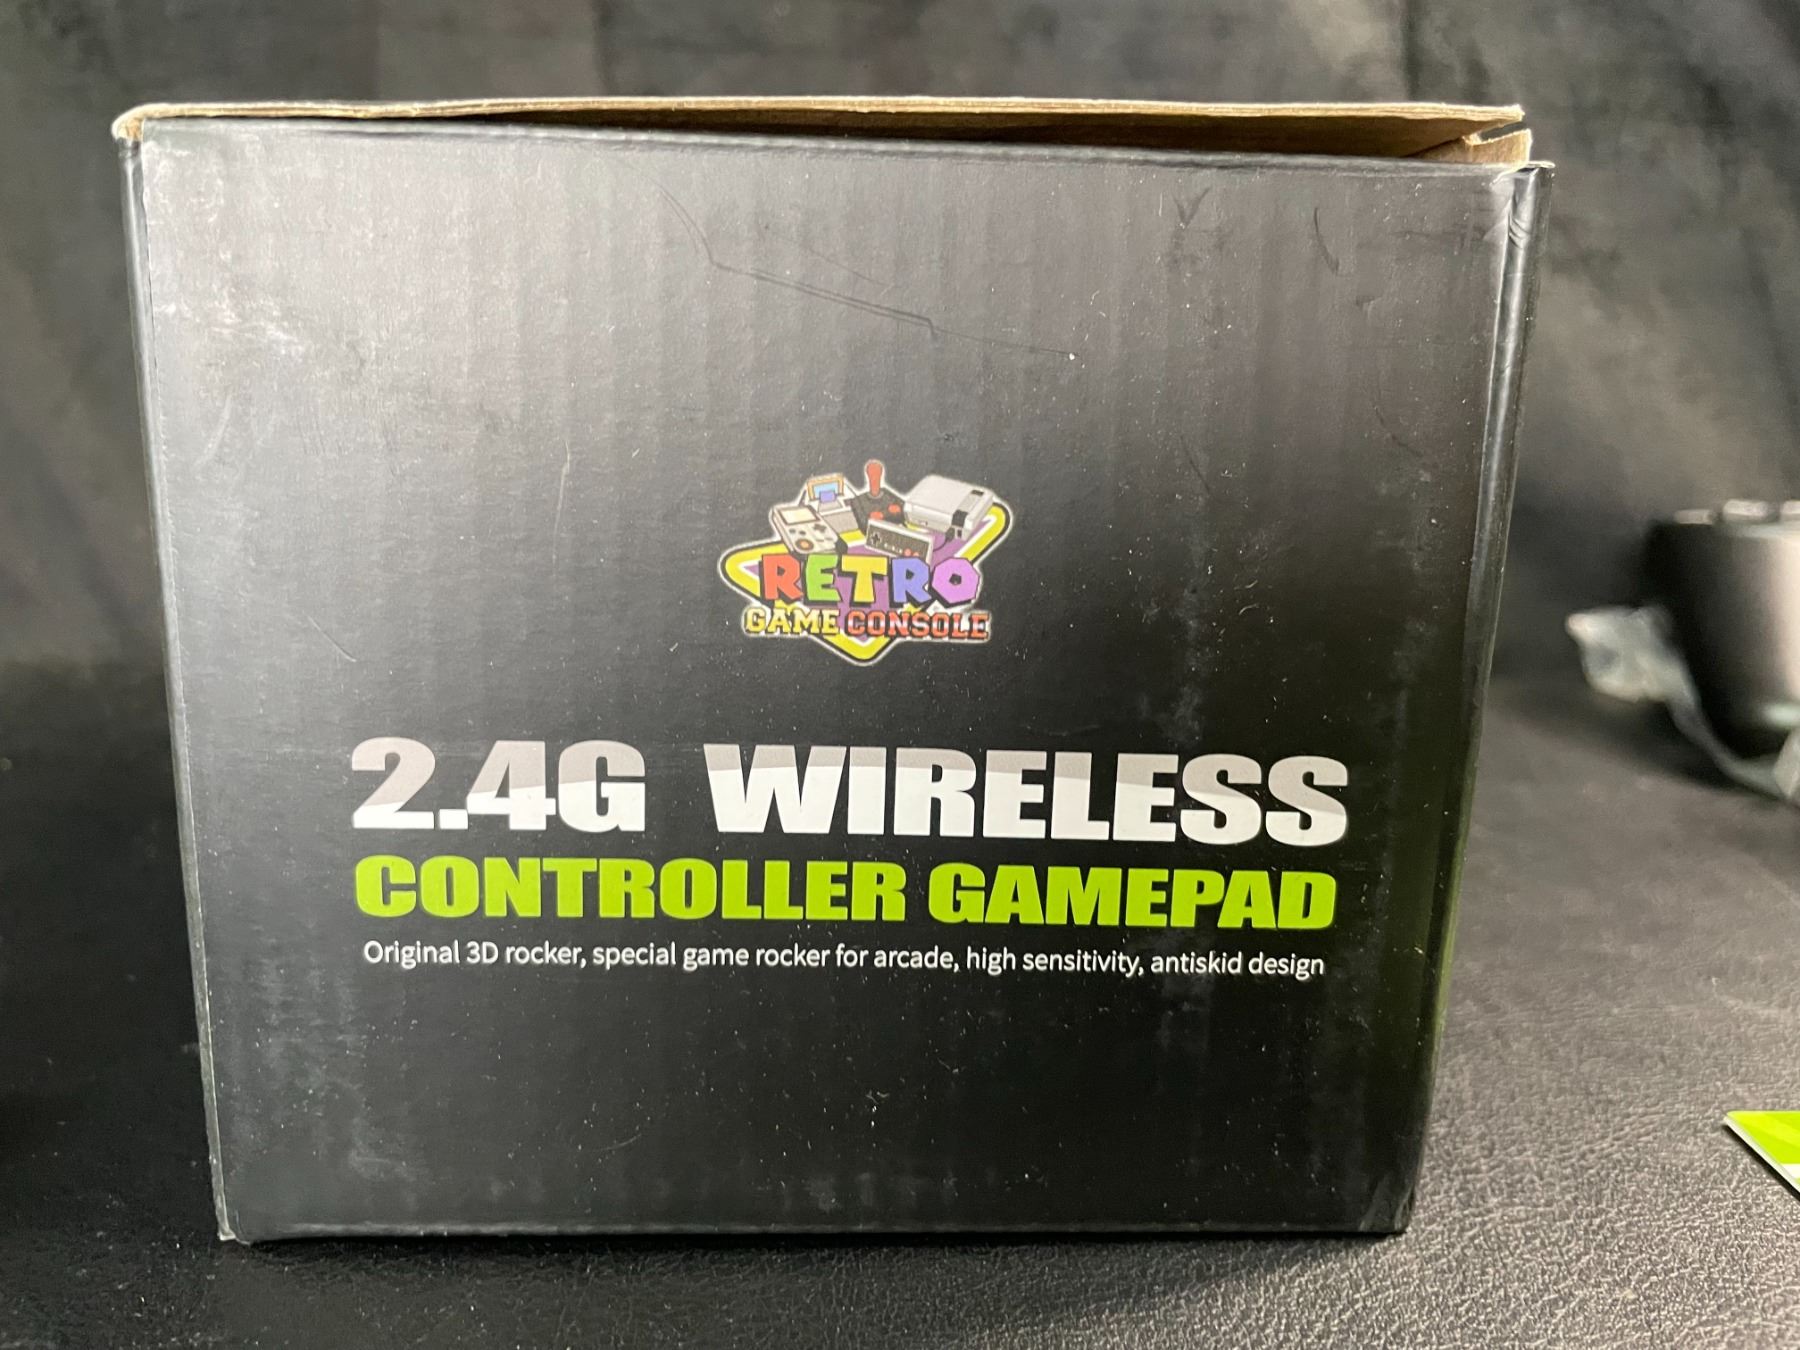 RETRO
GAME CONSOLE
2.4G WIRELESS
CONTROLLER GAMEPAD
Original 3D rocker, special game rocker for arcade, high sensitivity, antiskid design